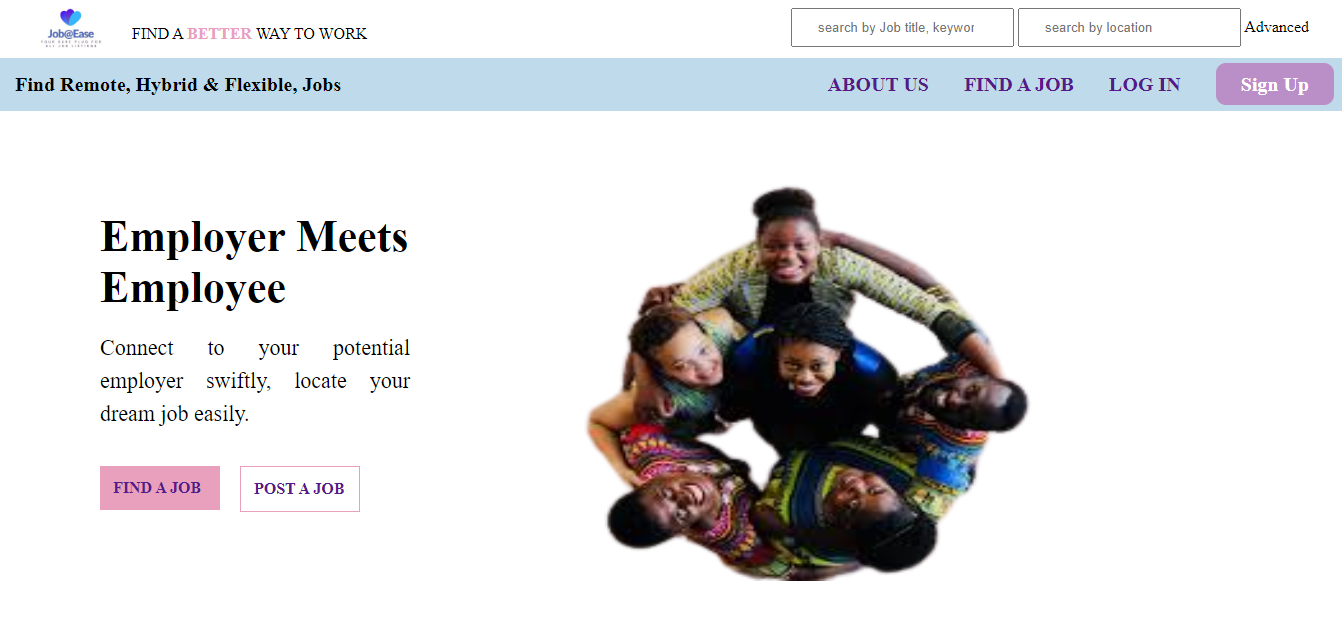 Job@Ease
YOUR EASE PLUG FOR
ALL JOB LISTINGS
FIND A BETTER WAY TO WORK
search by Job title, keywor
search by location
Advanced
Find Remote, Hybrid & Flexible, Jobs
ABOUT US
FIND A JOB
LOG IN
Sign Up
Employer Meets
Employee
Connect to your potential
employer swiftly, locate your
dream job easily.
FIND A JOB
POST A JOB